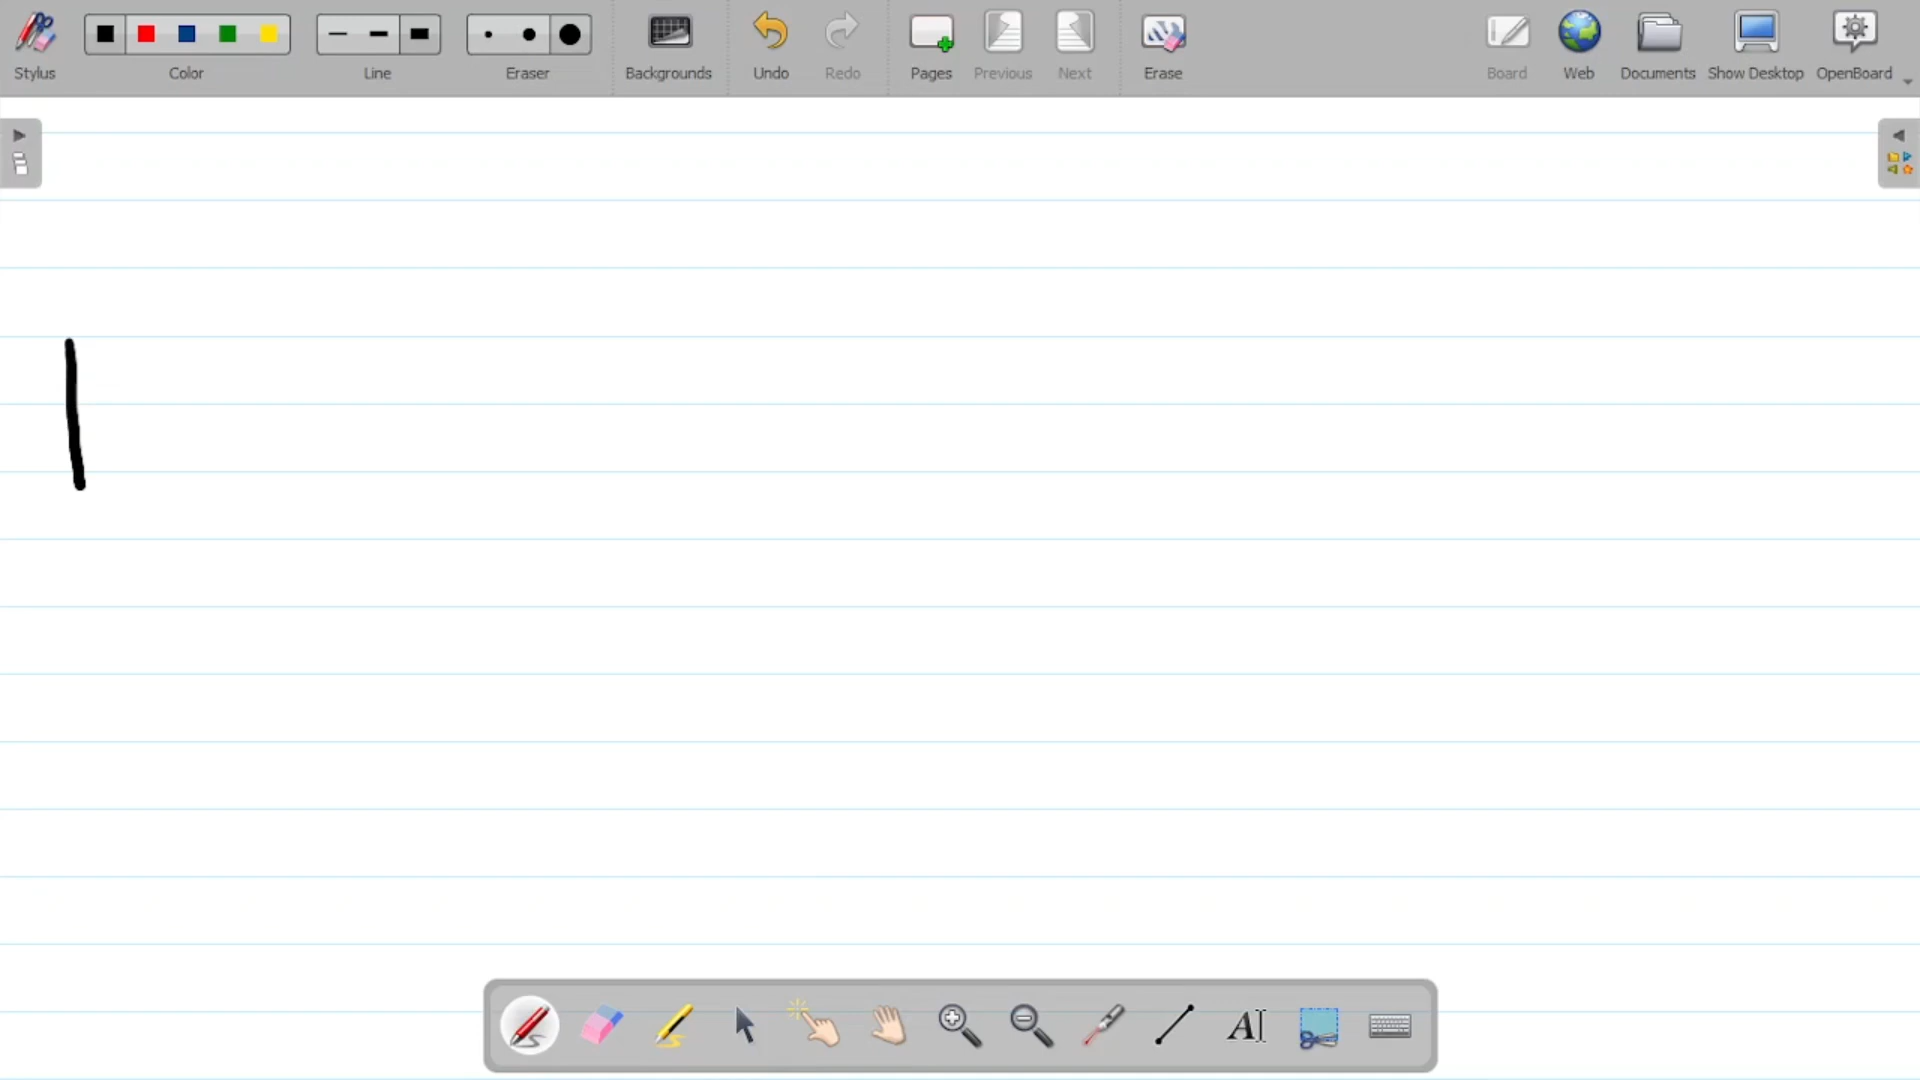 Stylus
Color
Line
Eraser
Backgrounds
Undo
Redo
Pages
Previous
Next
Erase
Board
Web
Documents
Show Desktop
OpenBoard